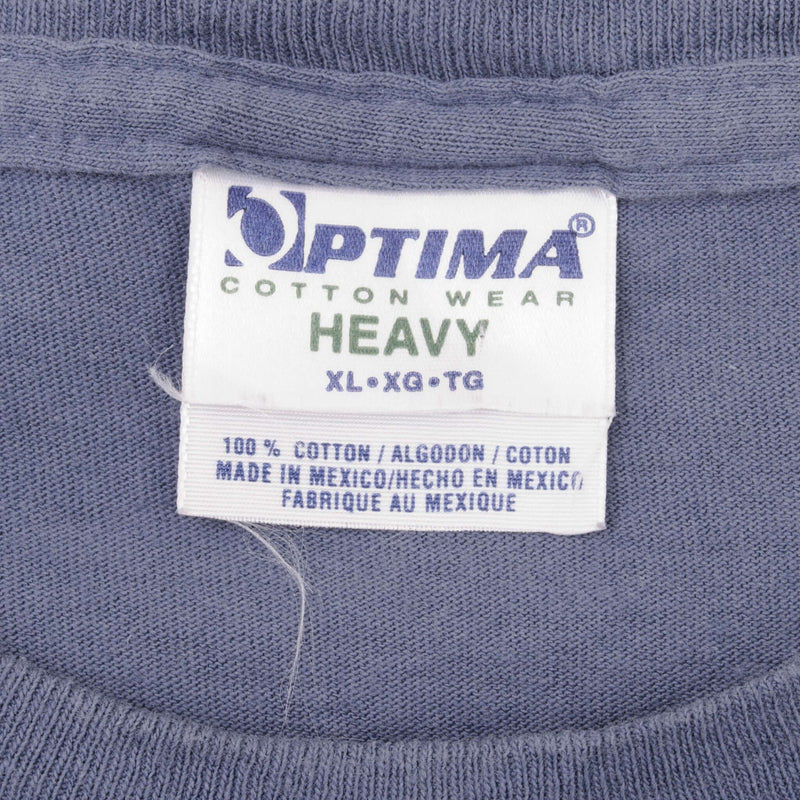 OPTIMA®
COTTON WEAR
HEAVY
XL•XG•TG
100 % COTTON / ALGODON / COTON
MADE IN MEXICO/HECHO EN MEXICO
FABRIQUE AU MEXIQUE